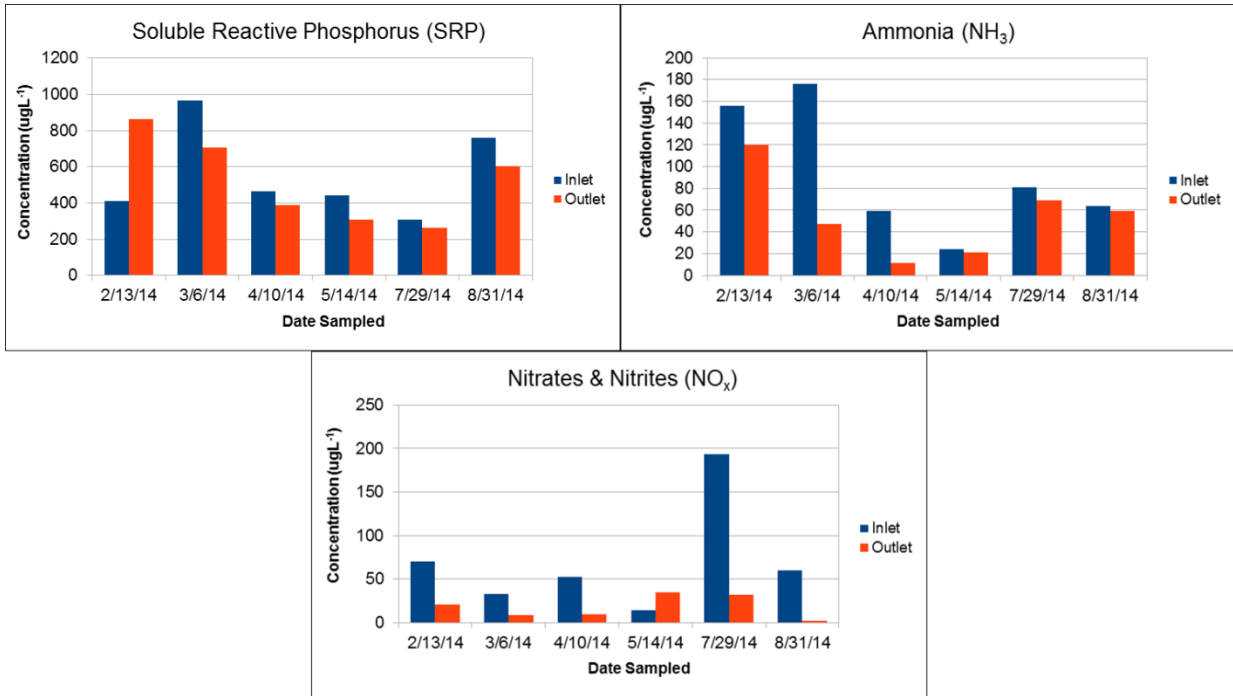 Soluble Reactive Phosphorus (SRP)
Concentration (ugL⁻¹)
1200
1000
800
600
400
200
0
2/13/14 3/6/14 4/10/14 5/14/14 7/29/14 8/31/14
Date Sampled
Inlet
Outlet
Ammonia (NH₃)
Concentration (ugL⁻¹)
200
180
160
140
120
100
80
60
40
20
0
2/13/14 3/6/14 4/10/14 5/14/14 7/29/14 8/31/14
Date Sampled
Inlet
Outlet
Nitrates & Nitrites (NOₓ)
Concentration (ugL⁻¹)
250
200
150
100
50
0
2/13/14 3/6/14 4/10/14 5/14/14 7/29/14 8/31/14
Date Sampled
Inlet
Outlet